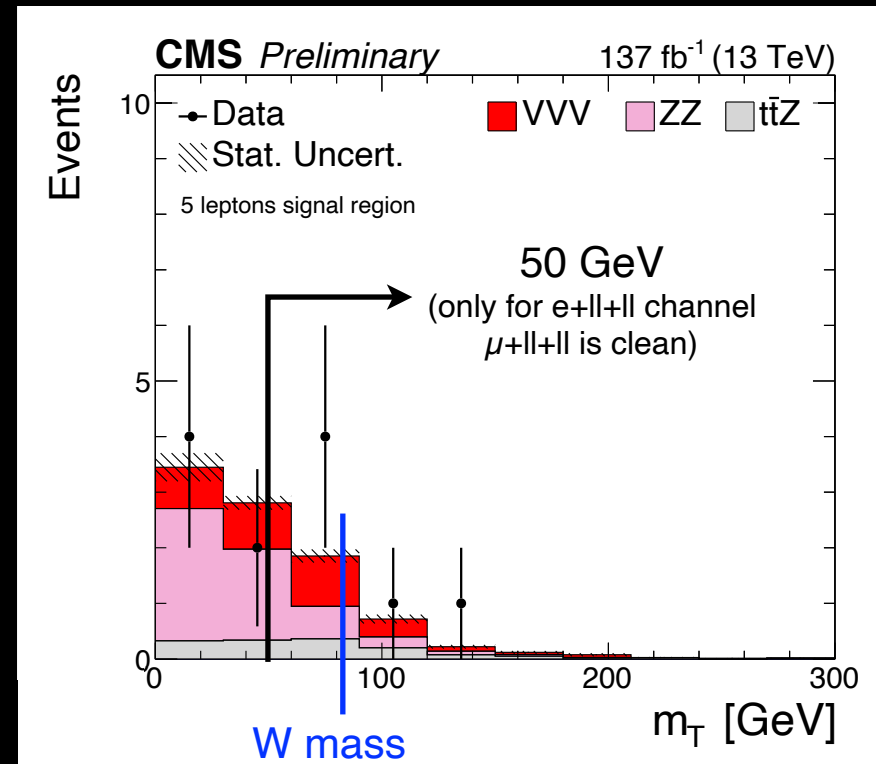 CMS Preliminary 137 fb⁻¹ (13 TeV)
Events
Data
Stat. Uncert.
5 leptons signal region
VVV ZZ tt̄Z
50 GeV
(only for e+ll+ll channel
μ+ll+ll is clean)
10
5
0
0 100 200 300
m_T [GeV]
W mass